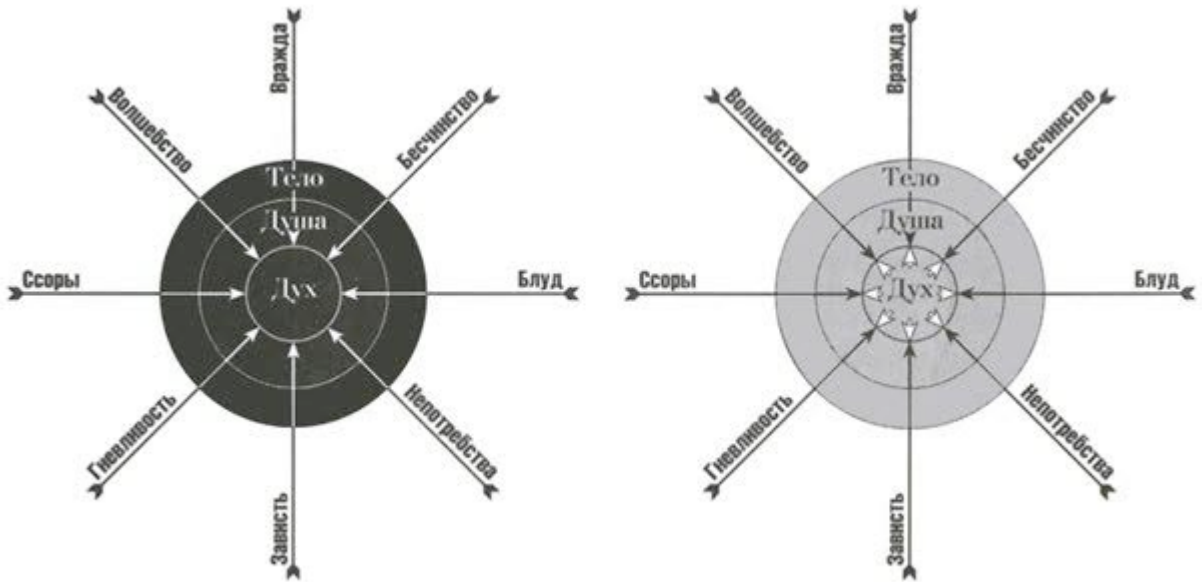 Вражда
Волшебство
Бесчинство
Тело
Душа
Дух
Ссоры
Блуд
Гневливость
Непотребства
Зависть
Вражда
Волшебство
Бесчинство
Тело
Душа
Дух
Ссоры
Блуд
Гневливость
Непотребства
Зависть